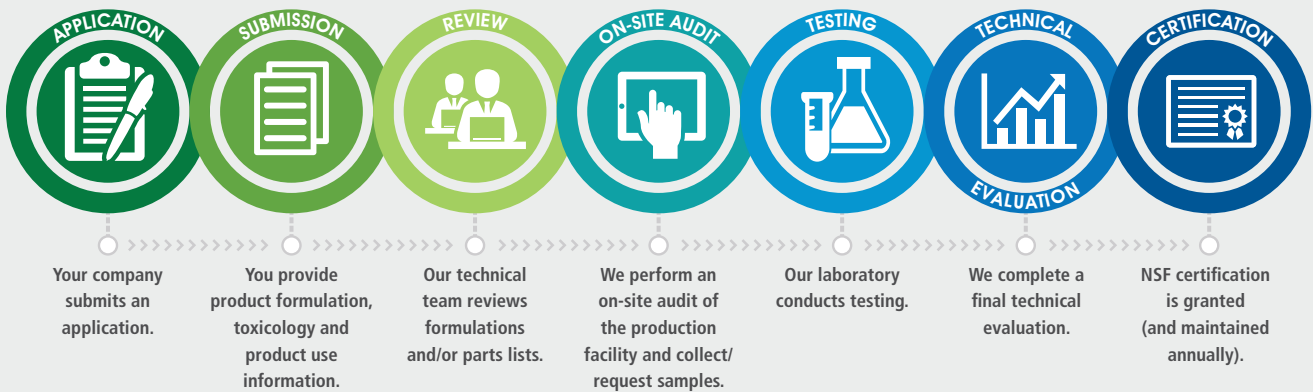 APPLICATION
SUBMISSION
REVIEW
ON-SITE AUDIT
TESTING
TECHNICAL
EVALUATION
CERTIFICATION
Your company
submits an
application.
You provide
product formulation,
toxicology and
product use
information.
Our technical
team reviews
formulations
and/or parts lists.
We perform an
on-site audit of
the production
facility and collect/
request samples.
Our laboratory
conducts testing.
We complete a
final technical
evaluation.
NSF certification
is granted
(and maintained
annually).